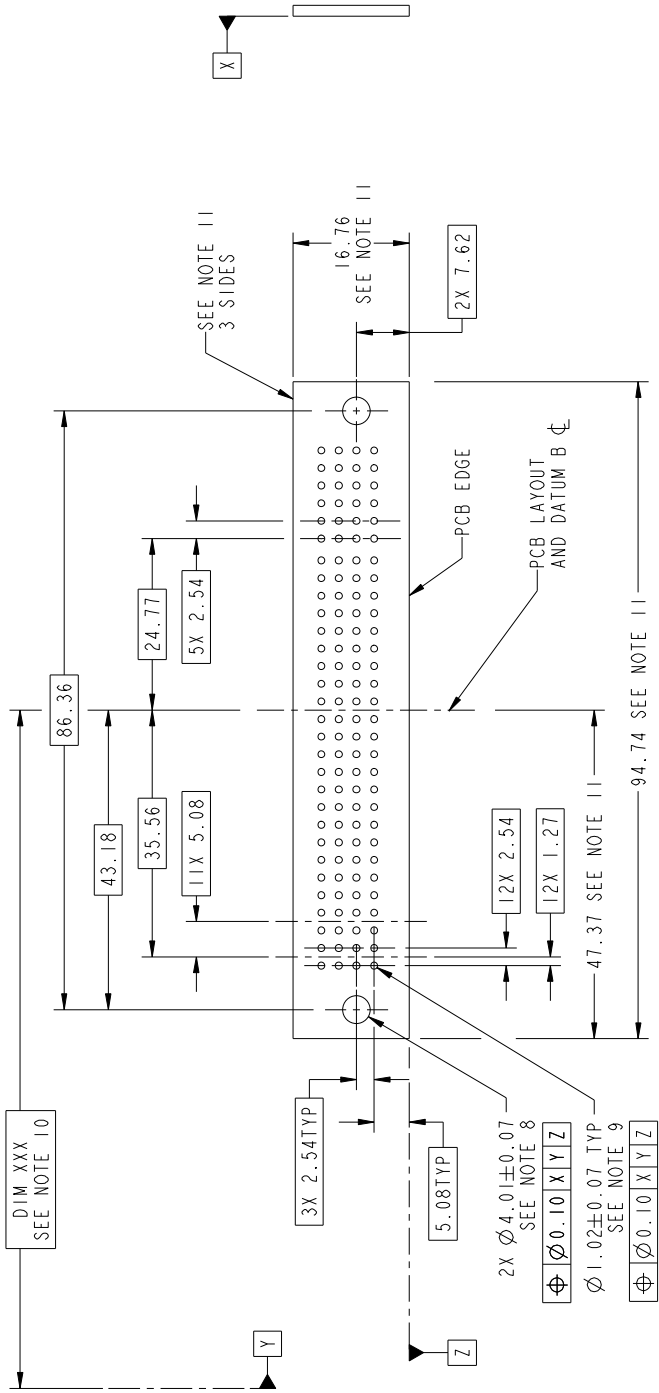 X
SEE NOTE 11
3 SIDES
16.76
SEE NOTE 11
2X 7.62
86.36
24.77
5X 2.54
PCB EDGE
PCB LAYOUT
AND DATUM B ℄
43.18
35.56
11X 5.08
12X 2.54
12X 1.27
47.37 SEE NOTE 11
94.74 SEE NOTE 11
DIM XXX
SEE NOTE 10
3X 2.54TYP
5.08TYP
2X Ø4.01±0.07
SEE NOTE 8
⌖ Ø0.10 X Y Z
Ø1.02±0.07 TYP
SEE NOTE 9
⌖ Ø0.10 X Y Z
Y
Z